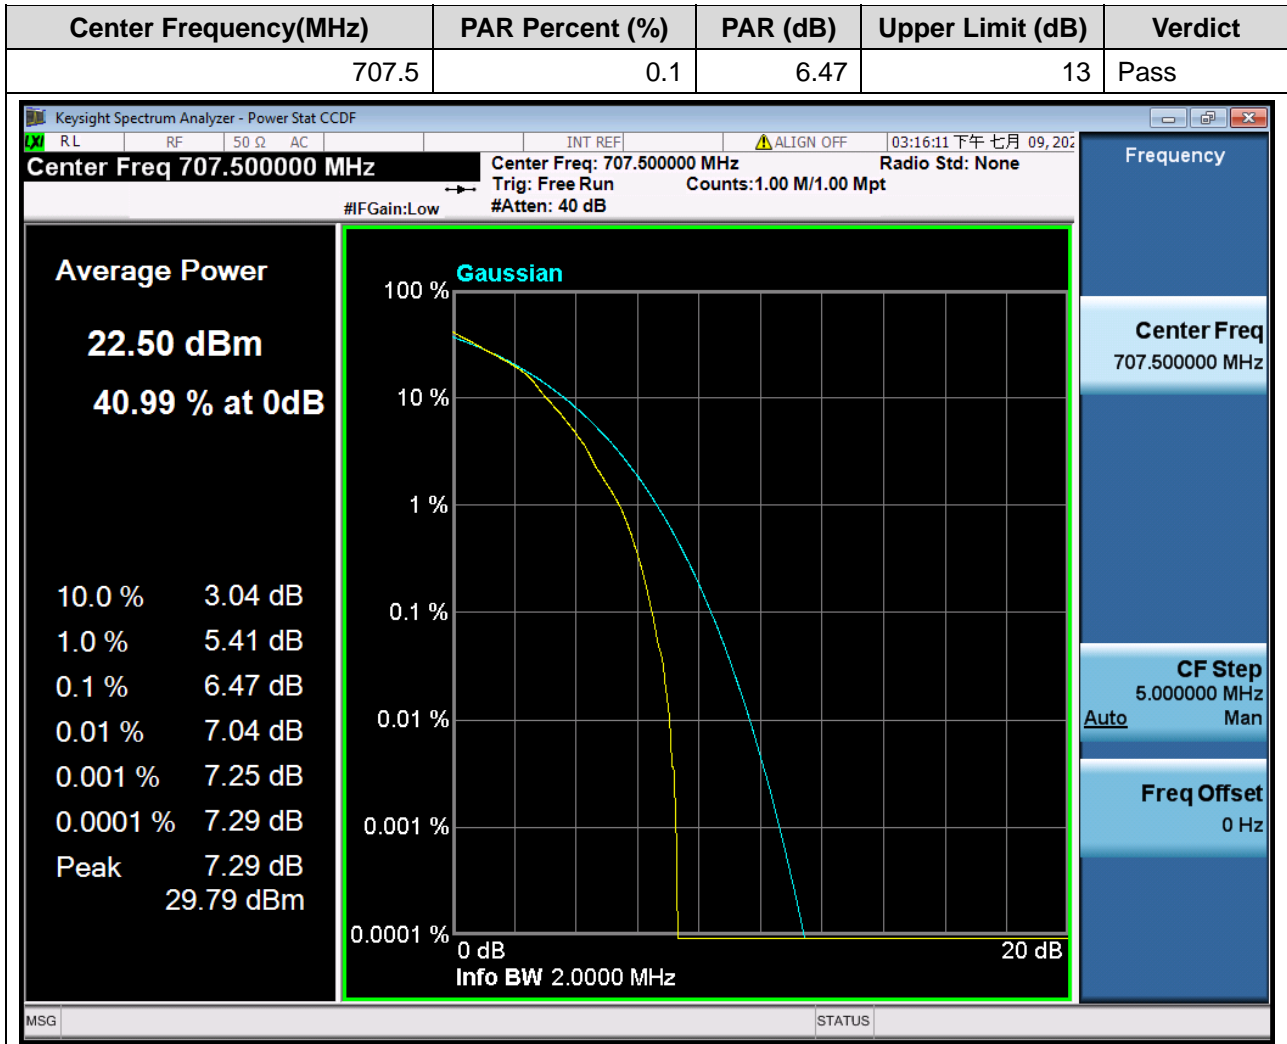 Center Frequency(MHz) PAR Percent (%) PAR (dB) Upper Limit (dB) Verdict
707.5 0.1 6.47 13 Pass
Keysight Spectrum Analyzer - Power Stat CCDF
LXI RL RF 50 Ω AC INT REF ALIGN OFF 03:16:11 下午 七月 09, 202
Center Freq 707.500000 MHz
Center Freq: 707.500000 MHz Radio Std: None
Trig: Free Run Counts:1.00 M/1.00 Mpt
#IFGain:Low #Atten: 40 dB
Average Power
22.50 dBm
40.99 % at 0dB
10.0 % 3.04 dB
1.0 % 5.41 dB
0.1 % 6.47 dB
0.01 % 7.04 dB
0.001 % 7.25 dB
0.0001 % 7.29 dB
Peak 7.29 dB
29.79 dBm
Gaussian
100 %
10 %
1 %
0.1 %
0.01 %
0.001 %
0.0001 %
0 dB 20 dB
Info BW 2.0000 MHz
Frequency
Center Freq
707.500000 MHz
CF Step
5.000000 MHz
Auto Man
Freq Offset
0 Hz
MSG STATUS